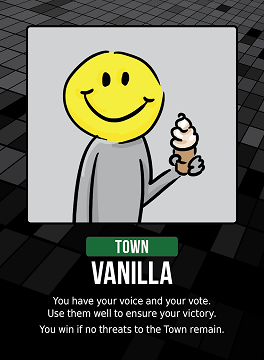 TOWN
VANILLA
You have your voice and your vote.
Use them well to ensure your victory.
You win if no threats to the Town remain.